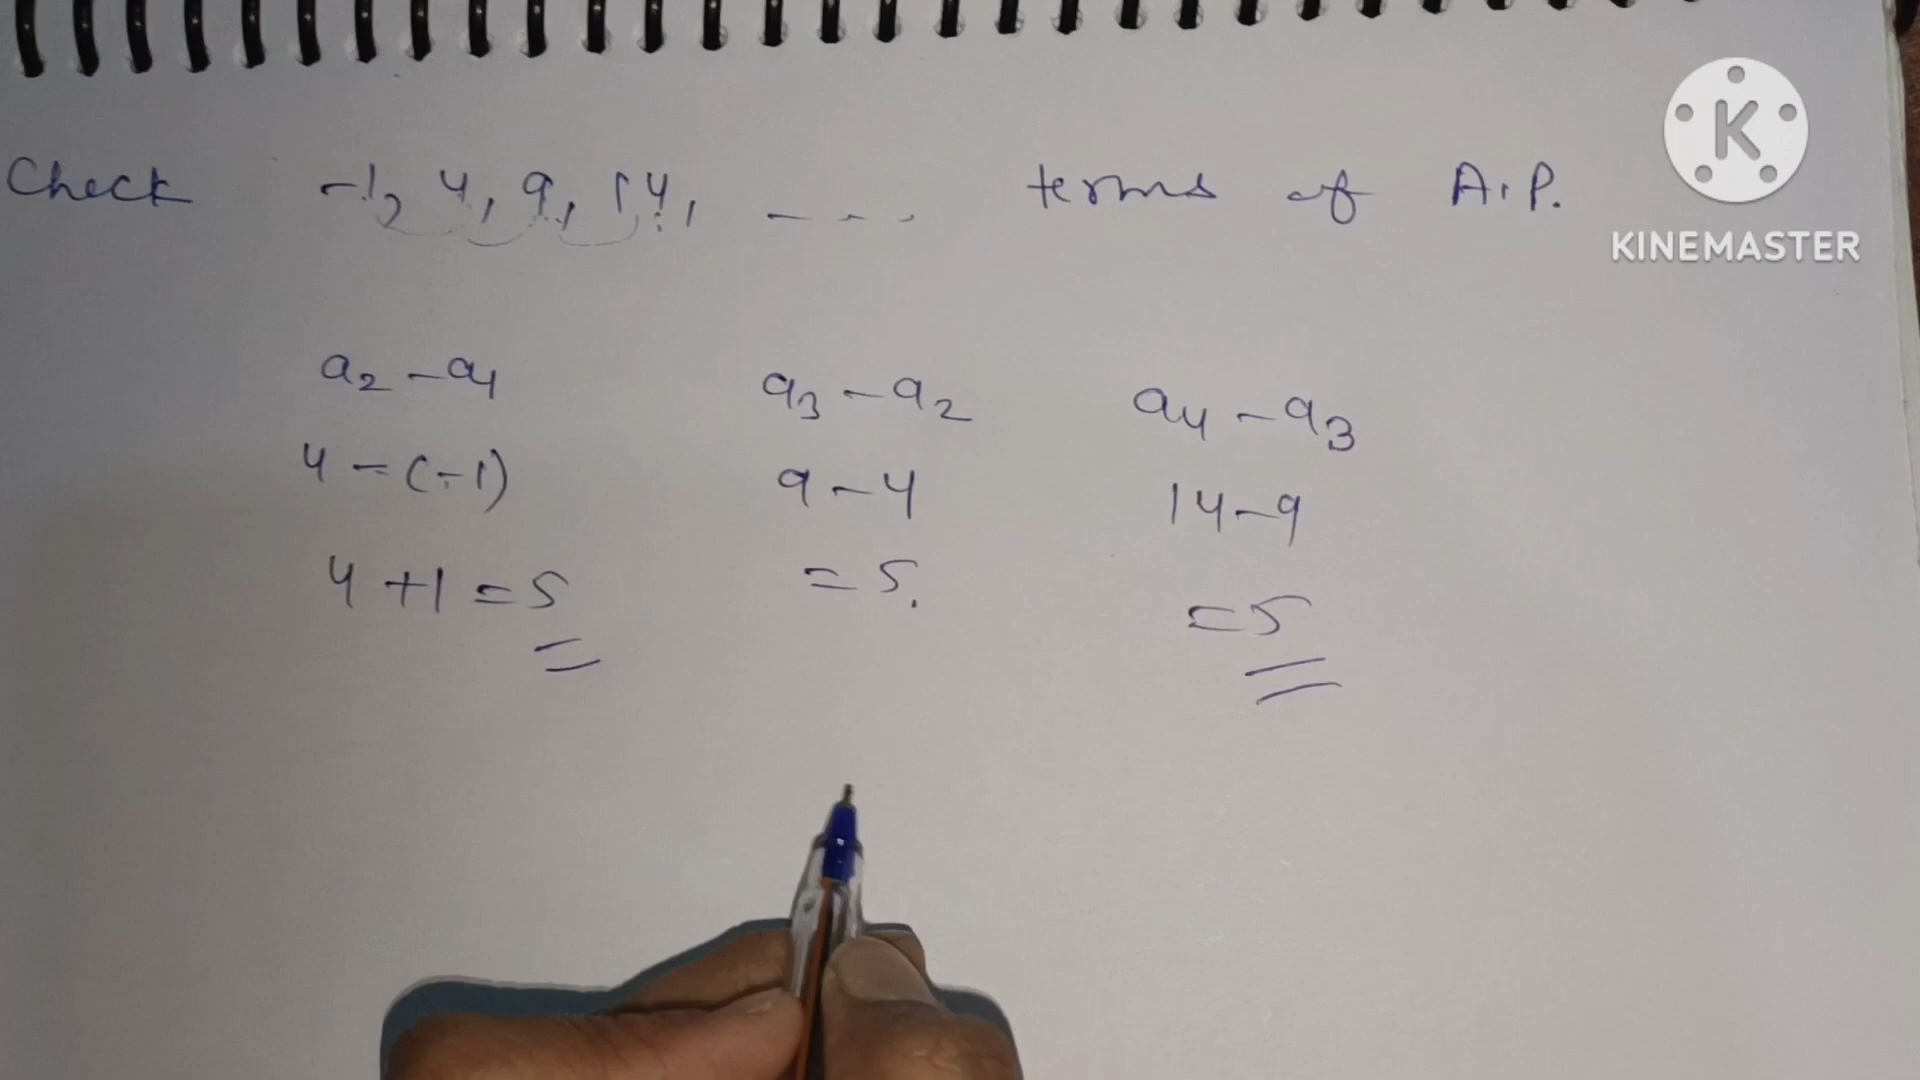 Check -1, 4, 9, 14, - - - - terms of A.P.
KINEMASTER
a2 - a1 a3 - a2 a4 - a3
4 - (-1) 9 - 4 14 - 9
4 + 1 = 5 = 5. = 5